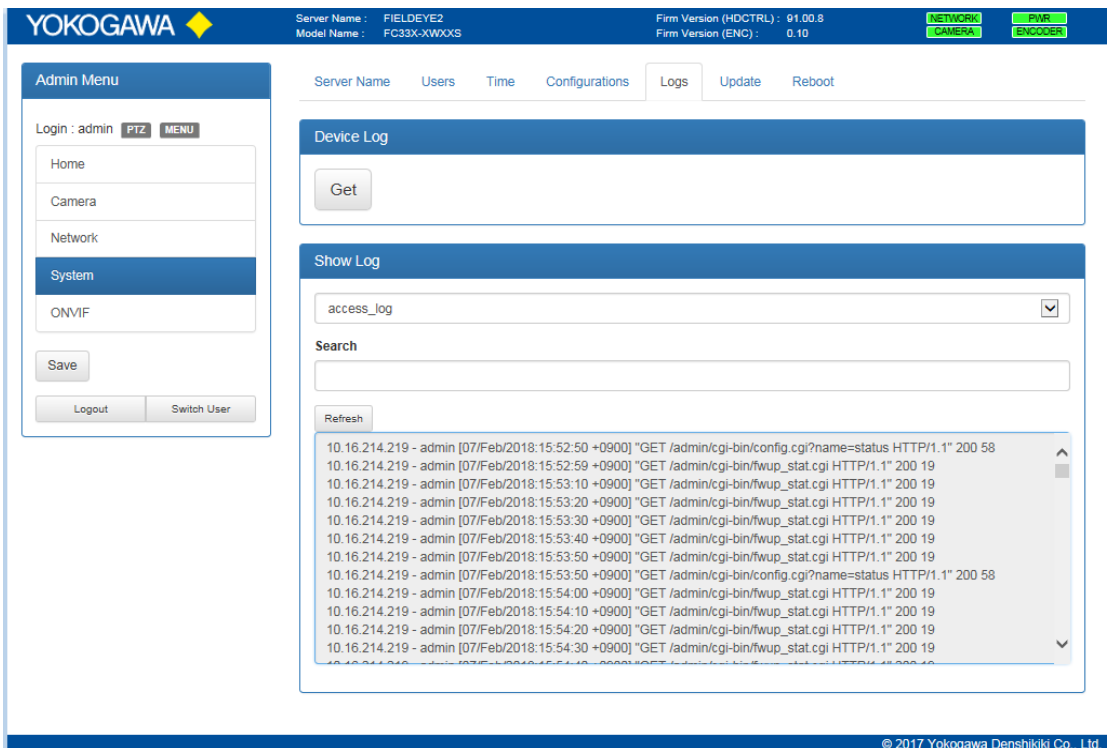 YOKOGAWA
Server Name : FIELDEYE2 Firm Version (HDCTRL) : 91.00.8 NETWORK PWR
Model Name : FC33X-XWXXS Firm Version (ENC) : 0.10 CAMERA ENCODER
Admin Menu
Login : admin PTZ MENU
Home
Camera
Network
System
ONVIF
Save
Logout Switch User
Server Name Users Time Configurations Logs Update Reboot
Device Log
Get
Show Log
access_log
Search
Refresh
10.16.214.219 - admin [07/Feb/2018:15:52:50 +0900] "GET /admin/cgi-bin/config.cgi?name=status HTTP/1.1" 200 58
10.16.214.219 - admin [07/Feb/2018:15:52:59 +0900] "GET /admin/cgi-bin/fwup_stat.cgi HTTP/1.1" 200 19
10.16.214.219 - admin [07/Feb/2018:15:53:10 +0900] "GET /admin/cgi-bin/fwup_stat.cgi HTTP/1.1" 200 19
10.16.214.219 - admin [07/Feb/2018:15:53:20 +0900] "GET /admin/cgi-bin/fwup_stat.cgi HTTP/1.1" 200 19
10.16.214.219 - admin [07/Feb/2018:15:53:30 +0900] "GET /admin/cgi-bin/fwup_stat.cgi HTTP/1.1" 200 19
10.16.214.219 - admin [07/Feb/2018:15:53:40 +0900] "GET /admin/cgi-bin/fwup_stat.cgi HTTP/1.1" 200 19
10.16.214.219 - admin [07/Feb/2018:15:53:50 +0900] "GET /admin/cgi-bin/fwup_stat.cgi HTTP/1.1" 200 19
10.16.214.219 - admin [07/Feb/2018:15:53:50 +0900] "GET /admin/cgi-bin/config.cgi?name=status HTTP/1.1" 200 58
10.16.214.219 - admin [07/Feb/2018:15:54:00 +0900] "GET /admin/cgi-bin/fwup_stat.cgi HTTP/1.1" 200 19
10.16.214.219 - admin [07/Feb/2018:15:54:10 +0900] "GET /admin/cgi-bin/fwup_stat.cgi HTTP/1.1" 200 19
10.16.214.219 - admin [07/Feb/2018:15:54:20 +0900] "GET /admin/cgi-bin/fwup_stat.cgi HTTP/1.1" 200 19
10.16.214.219 - admin [07/Feb/2018:15:54:30 +0900] "GET /admin/cgi-bin/fwup_stat.cgi HTTP/1.1" 200 19
© 2017 Yokogawa Denshikiki Co., Ltd